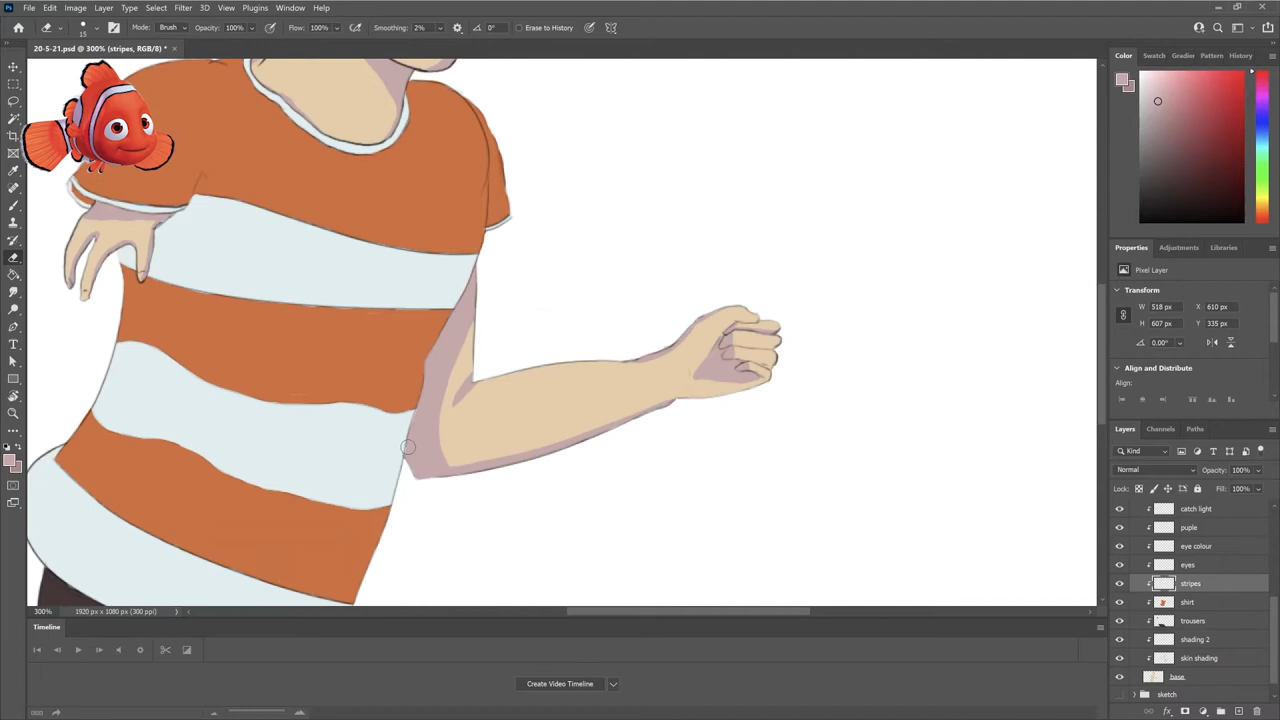 File Edit Image Layer Type Select Filter 3D View Plugins Window Help
15 Mode: Brush Opacity: 100% Flow: 100% Smoothing: 2% 0° Erase to History
20-5-21.psd @ 300% (stripes, RGB/8) *
Color Swatch Gradier Pattern History
Properties Adjustments Libraries
Pixel Layer
Transform
W 518 px X 610 px
H 607 px Y 335 px
0.00°
Align and Distribute
Align:
Layers Channels Paths
Kind
Normal Opacity: 100%
Lock: Fill: 100%
catch light
puple
eye colour
eyes
stripes
shirt
trousers
shading 2
skin shading
base
sketch
300% 1920 px x 1080 px (300 ppi)
Timeline
Create Video Timeline